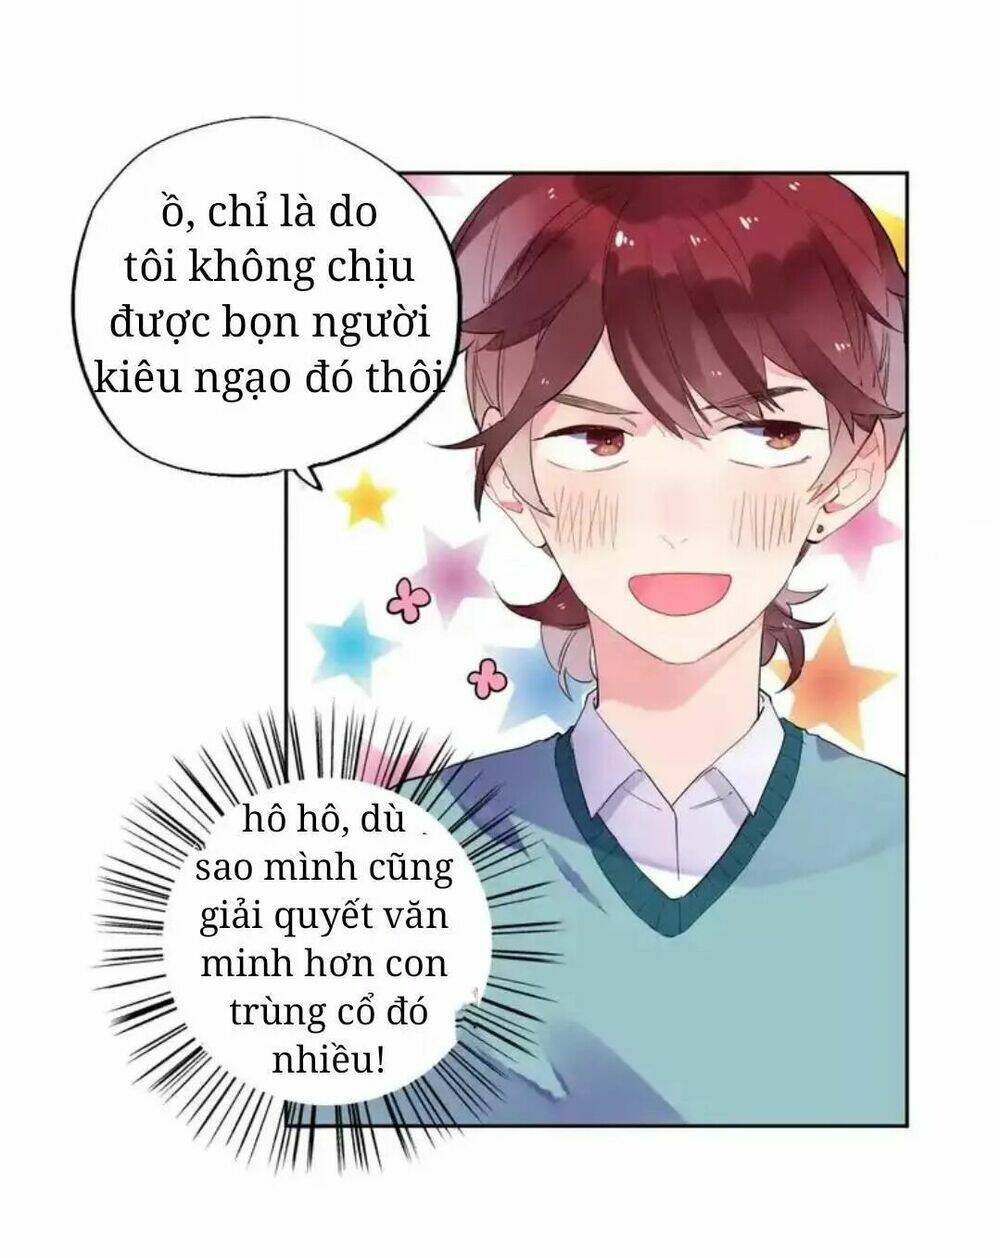 ồ, chỉ là do
tôi không chịu
được bọn người
kiêu ngạo đó thôi
hô hô, dù
sao mình cũng
giải quyết văn
minh hơn con
trùng cổ đó
nhiều!